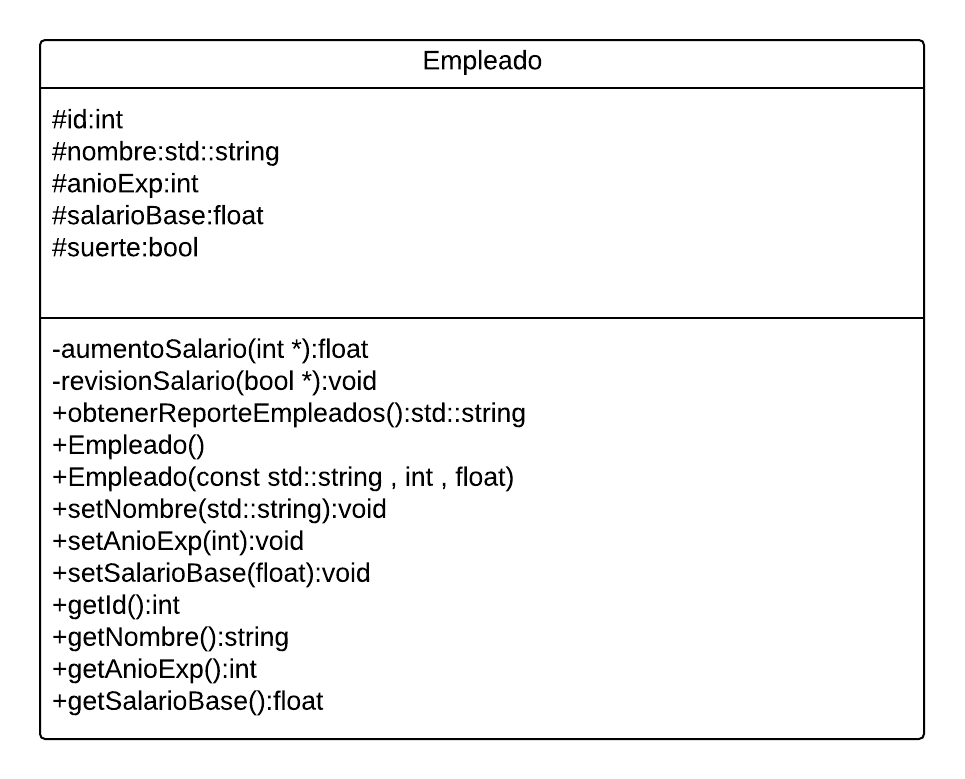 Empleado
#id:int
#nombre:std::string
#anioExp:int
#salarioBase:float
#suerte:bool
-aumentoSalario(int *):float
-revisionSalario(bool *):void
+obtenerReporteEmpleados():std::string
+Empleado()
+Empleado(const std::string , int , float)
+setNombre(std::string):void
+setAnioExp(int):void
+setSalarioBase(float):void
+getId():int
+getNombre():string
+getAnioExp():int
+getSalarioBase():float